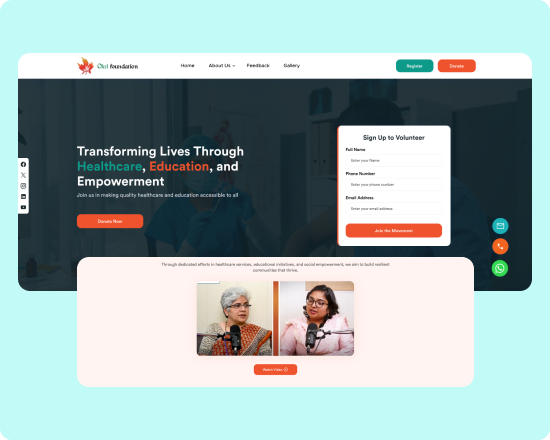 Olol foundation
Home
About Us
Feedback
Gallery
Register
Donate
Transforming Lives Through
Healthcare, Education, and
Empowerment
Join us in making quality healthcare and education accessible to all
Donate Now
Sign Up to Volunteer
Full Name
Enter your Name
Phone Number
Enter your phone number
Email Address
Enter your email address
Join the Movement
Through dedicated efforts in healthcare services, educational initiatives, and social empowerment, we aim to build resilient
communities that thrive.
Watch Video